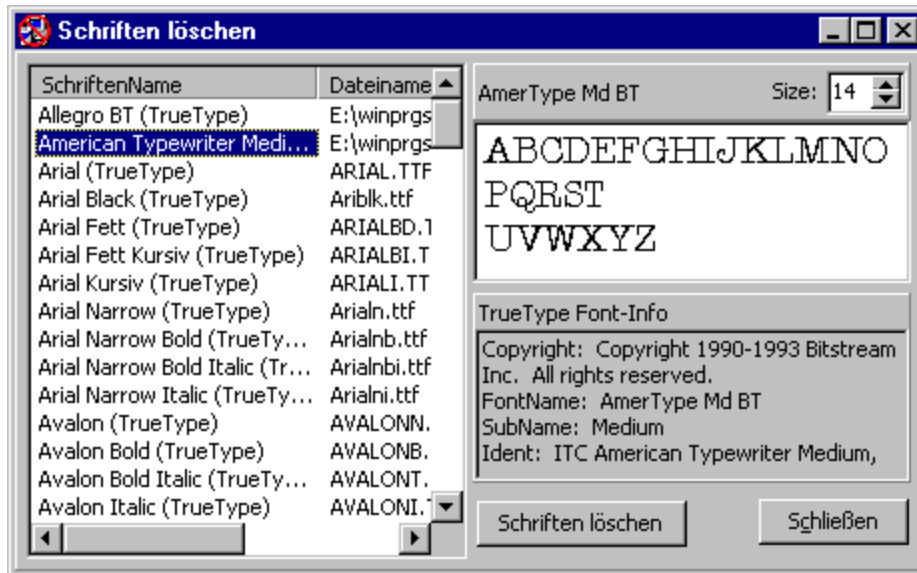 Schriften löschen
SchriftenName Dateiname
Allegro BT (TrueType) E:\winprgs
American Typewriter Medi... E:\winprgs
Arial (TrueType) ARIAL.TTF
Arial Black (TrueType) Ariblk.ttf
Arial Fett (TrueType) ARIALBD.T
Arial Fett Kursiv (TrueType) ARIALBI.T
Arial Kursiv (TrueType) ARIALI.TT
Arial Narrow (TrueType) Arialn.ttf
Arial Narrow Bold (TrueTy... Arialnb.ttf
Arial Narrow Bold Italic (Tr... Arialnbi.ttf
Arial Narrow Italic (TrueTy... Arialni.ttf
Avalon (TrueType) AVALONN.
Avalon Bold (TrueType) AVALONB.
Avalon Bold Italic (TrueTy... AVALONT.
Avalon Italic (TrueType) AVALONI.T
AmerType Md BT Size: 14
ABCDEFGHIJKLMNO
PQRST
UVWXYZ
TrueType Font-Info
Copyright: Copyright 1990-1993 Bitstream
Inc. All rights reserved.
FontName: AmerType Md BT
SubName: Medium
Ident: ITC American Typewriter Medium,
Schriften löschen Schließen